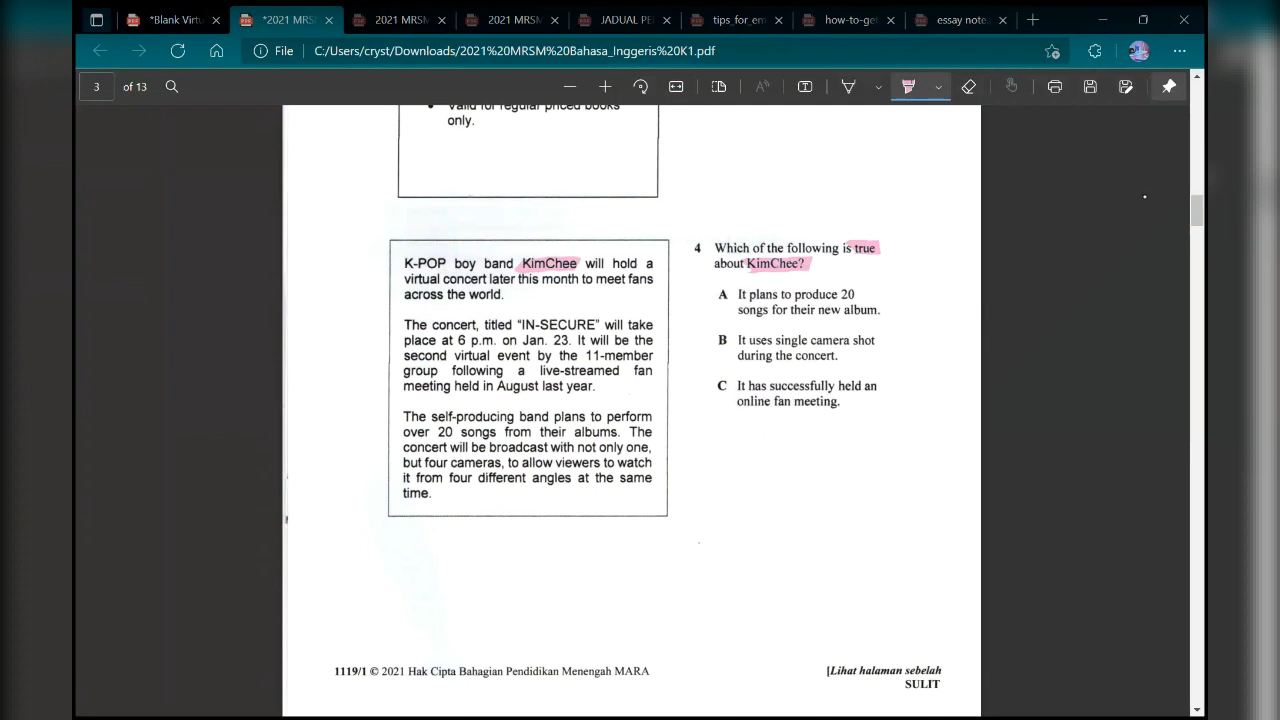 *Blank Virtu
*2021 MRS
2021 MRSM
2021 MRSM
JADUAL PE
tips_for_em
how-to-get
essay note.
File
C:/Users/cryst/Downloads/2021%20MRSM%20Bahasa_Inggeris%20K1.pdf
3 of 13
• Valid for regular priced books
only.
K-POP boy band KimChee will hold a
virtual concert later this month to meet fans
across the world.
The concert, titled “IN-SECURE” will take
place at 6 p.m. on Jan. 23. It will be the
second virtual event by the 11-member
group following a live-streamed fan
meeting held in August last year.
The self-producing band plans to perform
over 20 songs from their albums. The
concert will be broadcast with not only one,
but four cameras, to allow viewers to watch
it from four different angles at the same
time.
4 Which of the following is true
about KimChee?
A It plans to produce 20
songs for their new album.
B It uses single camera shot
during the concert.
C It has successfully held an
online fan meeting.
1119/1 © 2021 Hak Cipta Bahagian Pendidikan Menengah MARA
[Lihat halaman sebelah
SULIT